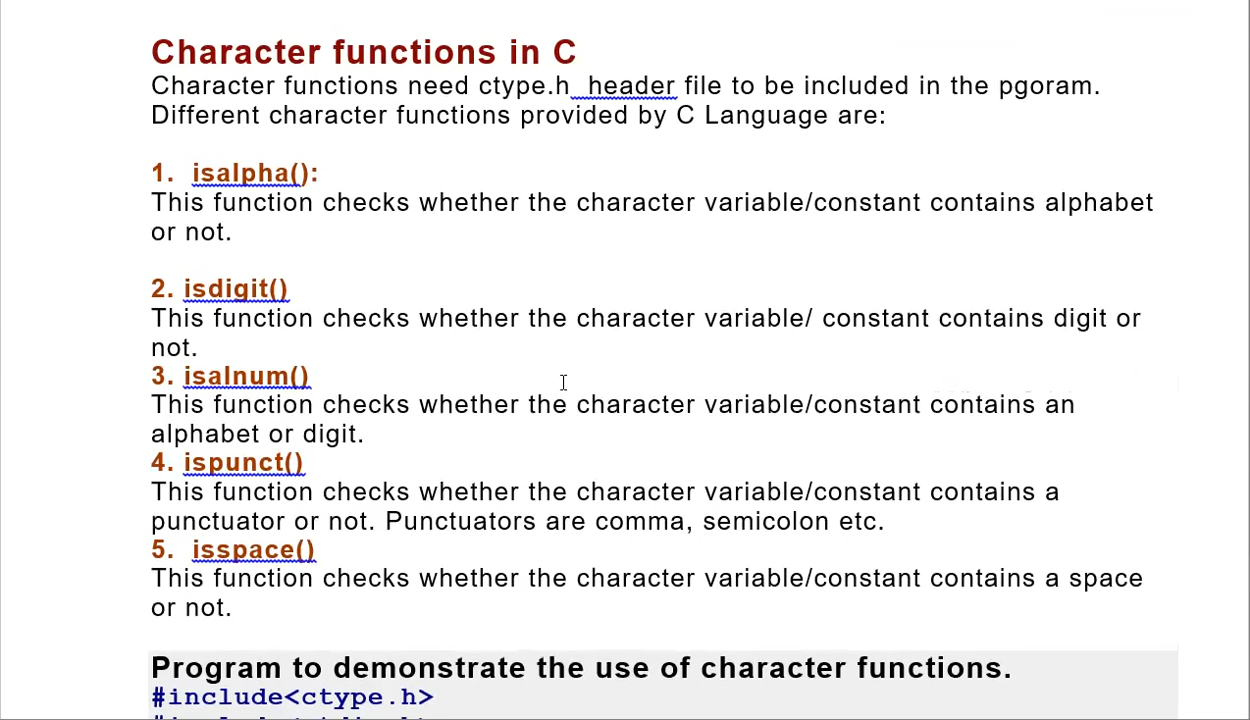 Character functions in C
Character functions need ctype.h  header file to be included in the pgoram.
Different character functions provided by C Language are:
1.  isalpha():
This function checks whether the character variable/constant contains alphabet
or not.
2. isdigit()
This function checks whether the character variable/ constant contains digit or
not.
3. isalnum()
This function checks whether the character variable/constant contains an
alphabet or digit.
4. ispunct()
This function checks whether the character variable/constant contains a
punctuator or not. Punctuators are comma, semicolon etc.
5.  isspace()
This function checks whether the character variable/constant contains a space
or not.
Program to demonstrate the use of character functions.
#include<ctype.h>